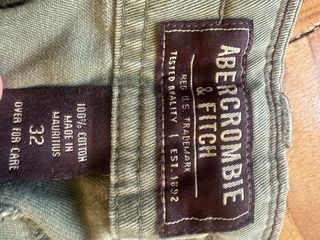 ABERCROMBIE
& FITCH
REG U.S. TRADEMARK
TESTED QUALITY | EST. 1892
100% COTTON
MADE IN
MAURITIUS
32
OVER FOR CARE